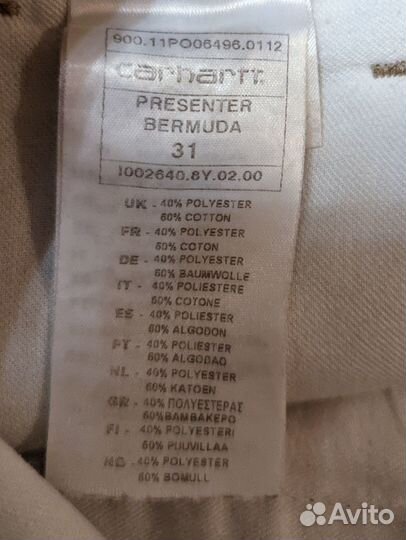 900.11PO06496.0112
carhartt
PRESENTER
BERMUDA
31
I002640.8Y.02.00
UK - 40% POLYESTER
60% COTTON
FR - 40% POLYESTER
60% COTON
DE - 40% POLYESTER
60% BAUMWOLLE
IT - 40% POLIESTERE
60% COTONE
ES - 40% POLIESTER
60% ALGODON
PT - 40% POLIESTER
60% ALGODAO
NL - 40% POLYESTER
60% KATOEN
GR - 40% ΠΟΛΥΕΣΤΕΡΑΣ
60% ΒΑΜΒΑΚΕΡΟ
FI - 40% POLYESTERI
60% PUUVILLAA
NO - 40% POLYESTER
60% BOMULL
Avito